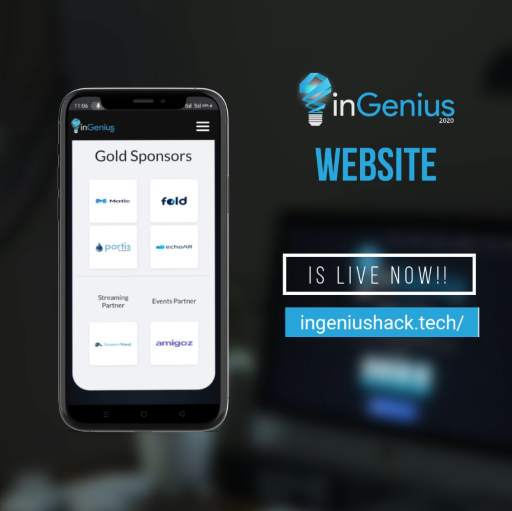 11:06
inGenius
Gold Sponsors
Matic
fold
portis
echoAR
Streaming
Partner
Events Partner
StreamYard
amigoz
inGenius
2020
WEBSITE
IS LIVE NOW!!
ingeniushack.tech/